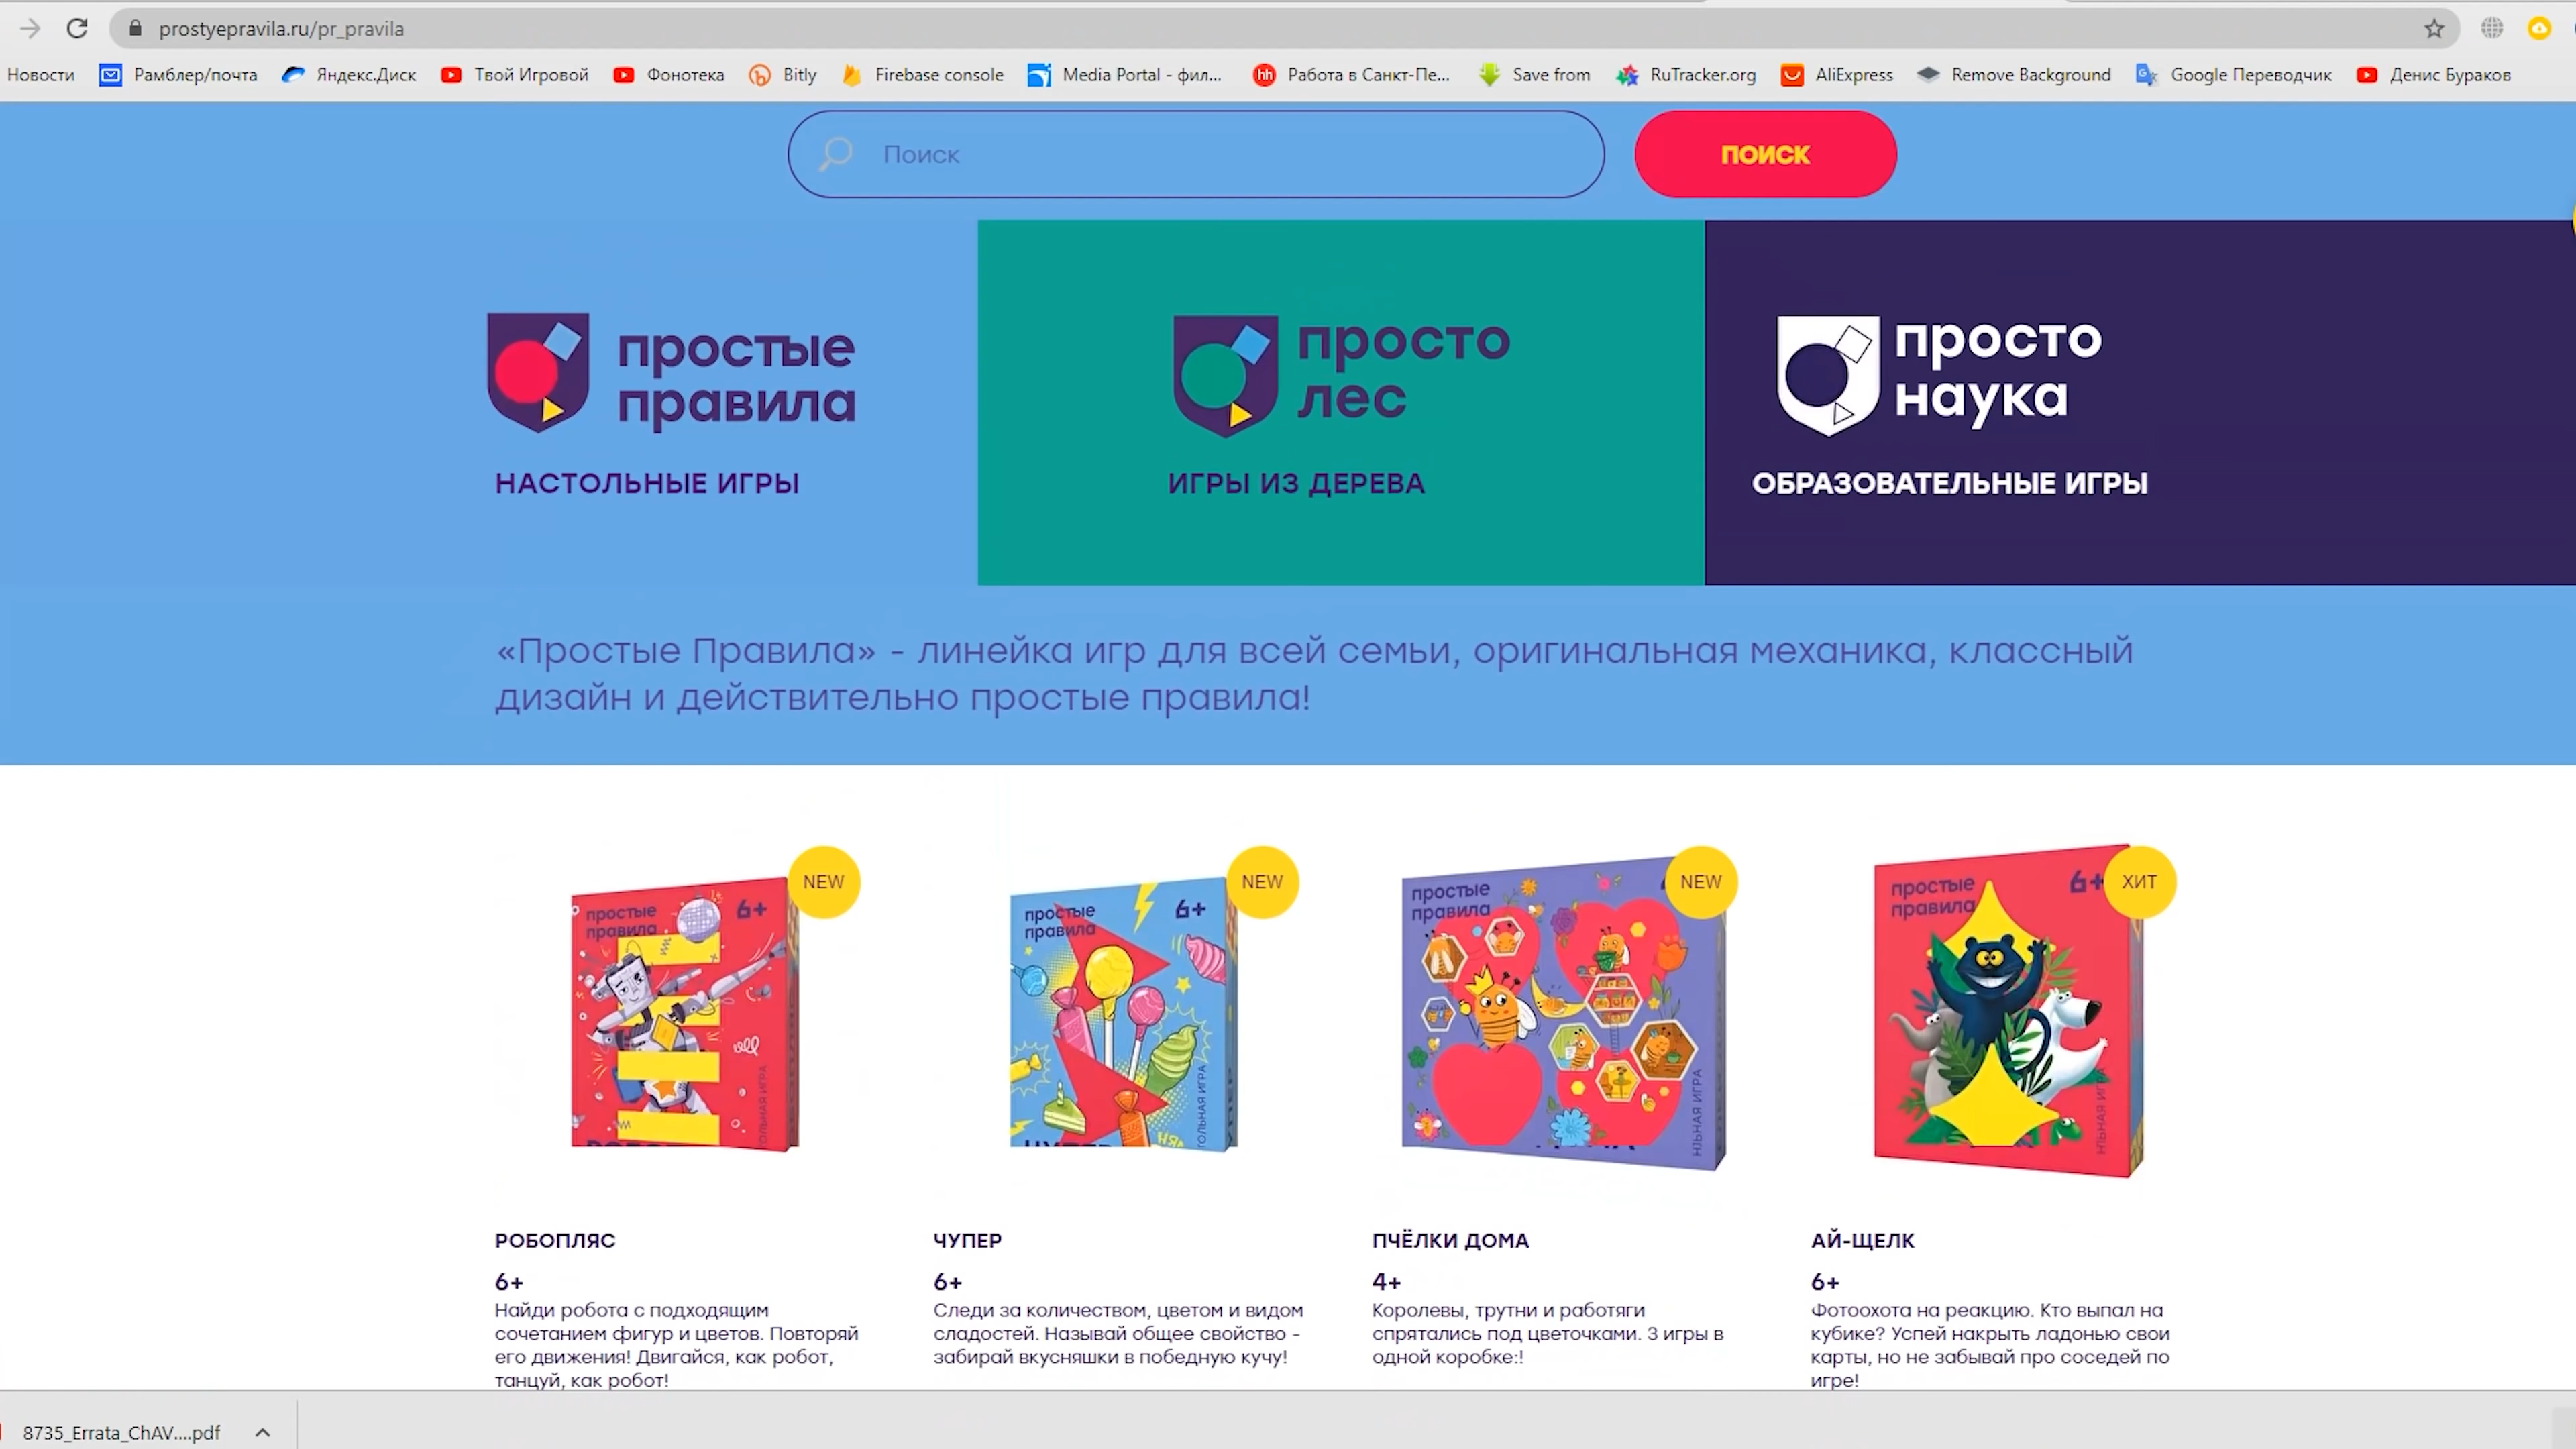 prostyepravila.ru/pr_pravila
Новости Рамблер/почта Яндекс.Диск Твой Игровой Фонотека Bitly Firebase console Media Portal - фил... hh Работа в Санкт-Пе... Save from RuTracker.org AliExpress Remove Background Google Переводчик Денис Бураков
Поиск ПОИСК
простые
правила
НАСТОЛЬНЫЕ ИГРЫ
просто
лес
ИГРЫ ИЗ ДЕРЕВА
просто
наука
ОБРАЗОВАТЕЛЬНЫЕ ИГРЫ
«Простые Правила» - линейка игр для всей семьи, оригинальная механика, классный
дизайн и действительно простые правила!
NEW
простые
правила
6+
NEW
простые
правила
6+
NEW
простые
правила
ХИТ
простые
правила
6+
РОБОПЛЯС
6+
Найди робота с подходящим
сочетанием фигур и цветов. Повторяй
его движения! Двигайся, как робот,
танцуй, как робот!
ЧУПЕР
6+
Следи за количеством, цветом и видом
сладостей. Называй общее свойство -
забирай вкусняшки в победную кучу!
ПЧЁЛКИ ДОМА
4+
Королевы, трутни и работяги
спрятались под цветочками. 3 игры в
одной коробке:!
АЙ-ЩЕЛК
6+
Фотоохота на реакцию. Кто выпал на
кубике? Успей накрыть ладонью свои
карты, но не забывай про соседей по
игре!
8735_Errata_ChAV....pdf